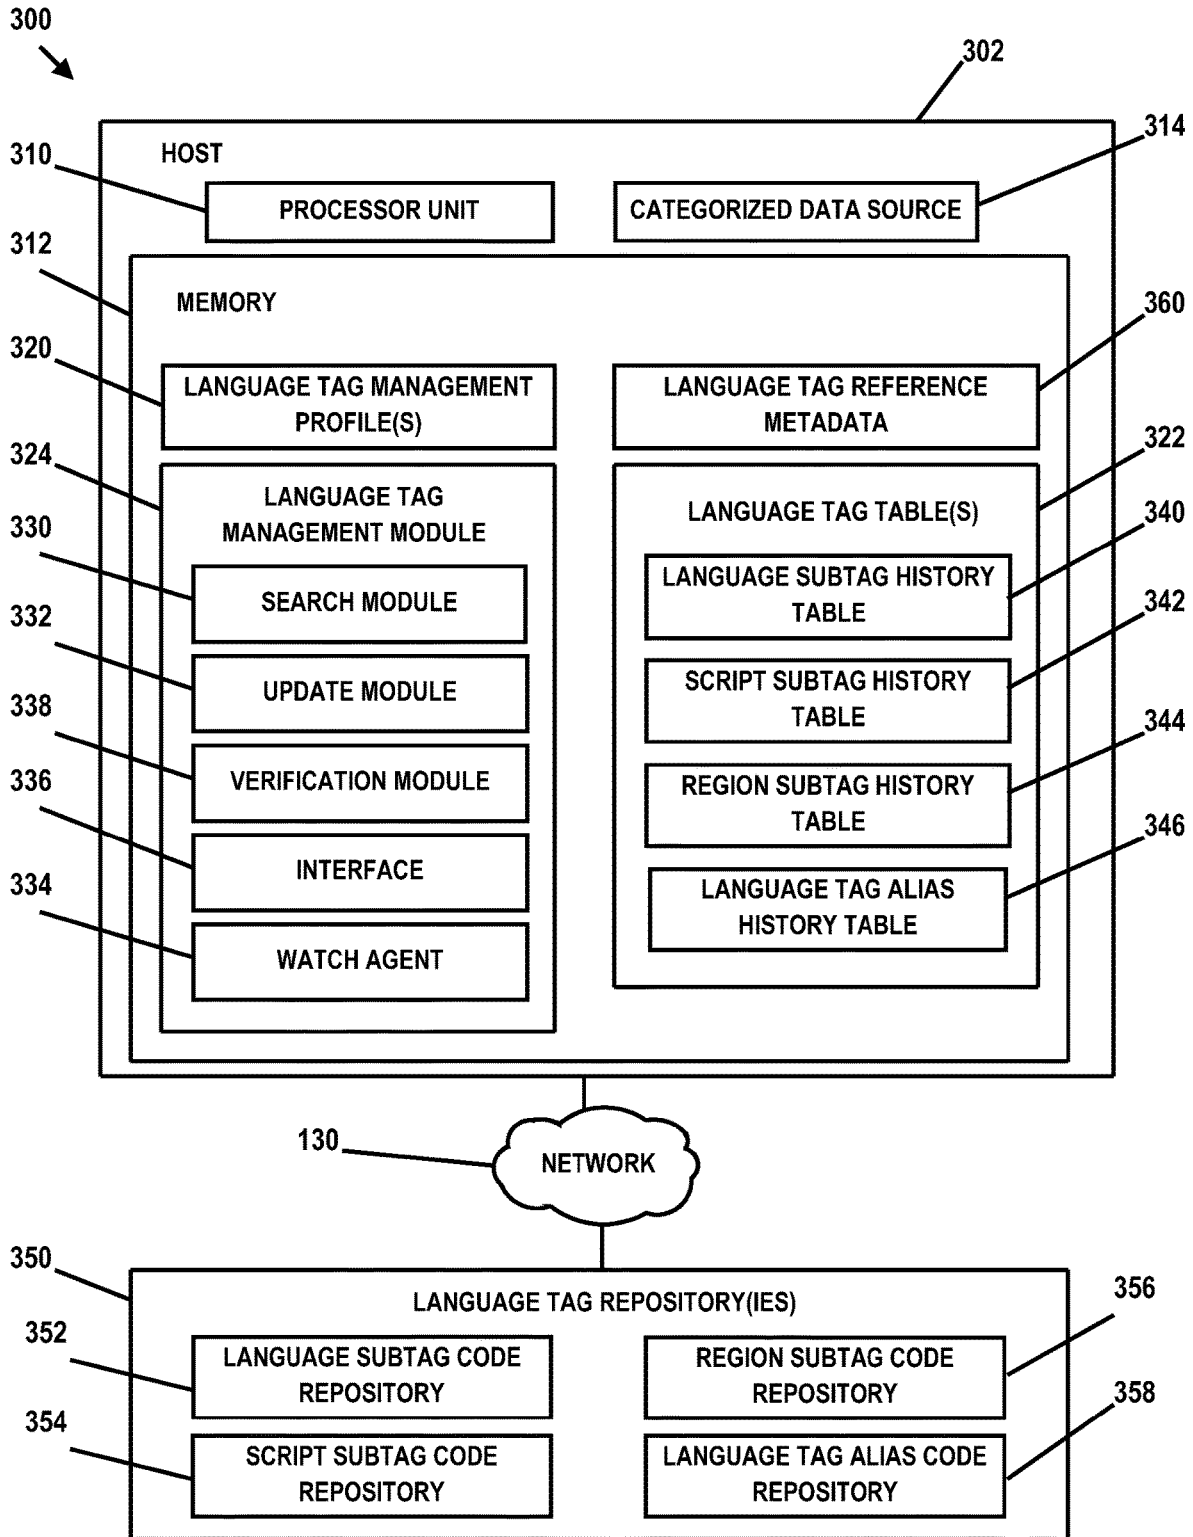 300
302
HOST
310
314
PROCESSOR UNIT
CATEGORIZED DATA SOURCE
312
MEMORY
360
320
LANGUAGE TAG MANAGEMENT
PROFILE(S)
LANGUAGE TAG REFERENCE
METADATA
324
322
LANGUAGE TAG
MANAGEMENT MODULE
LANGUAGE TAG TABLE(S)
330
340
SEARCH MODULE
LANGUAGE SUBTAG HISTORY
TABLE
332
342
UPDATE MODULE
SCRIPT SUBTAG HISTORY
TABLE
338
344
VERIFICATION MODULE
REGION SUBTAG HISTORY
TABLE
336
346
INTERFACE
LANGUAGE TAG ALIAS
HISTORY TABLE
334
WATCH AGENT
130
NETWORK
350
LANGUAGE TAG REPOSITORY(IES)
356
352
LANGUAGE SUBTAG CODE
REPOSITORY
REGION SUBTAG CODE
REPOSITORY
354
358
SCRIPT SUBTAG CODE
REPOSITORY
LANGUAGE TAG ALIAS CODE
REPOSITORY